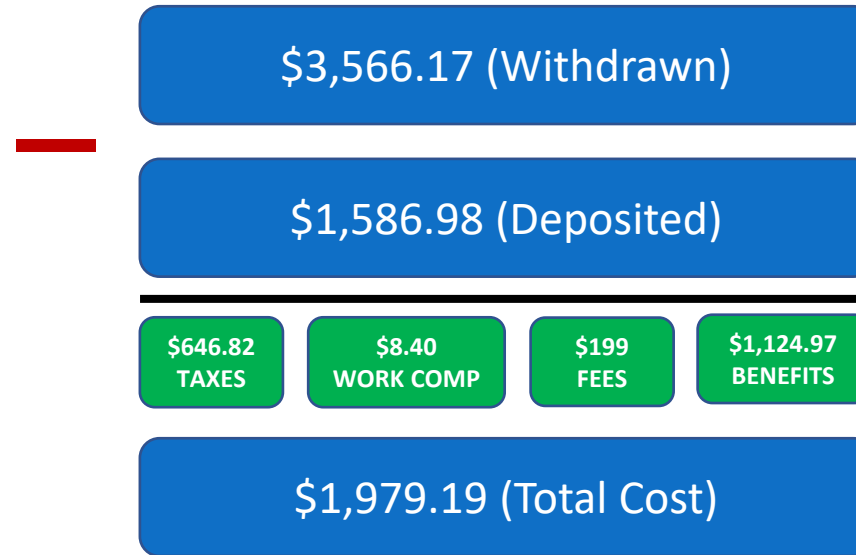 $3,566.17 (Withdrawn)
$1,586.98 (Deposited)
$646.82
TAXES
$8.40
WORK COMP
$199
FEES
$1,124.97
BENEFITS
$1,979.19 (Total Cost)